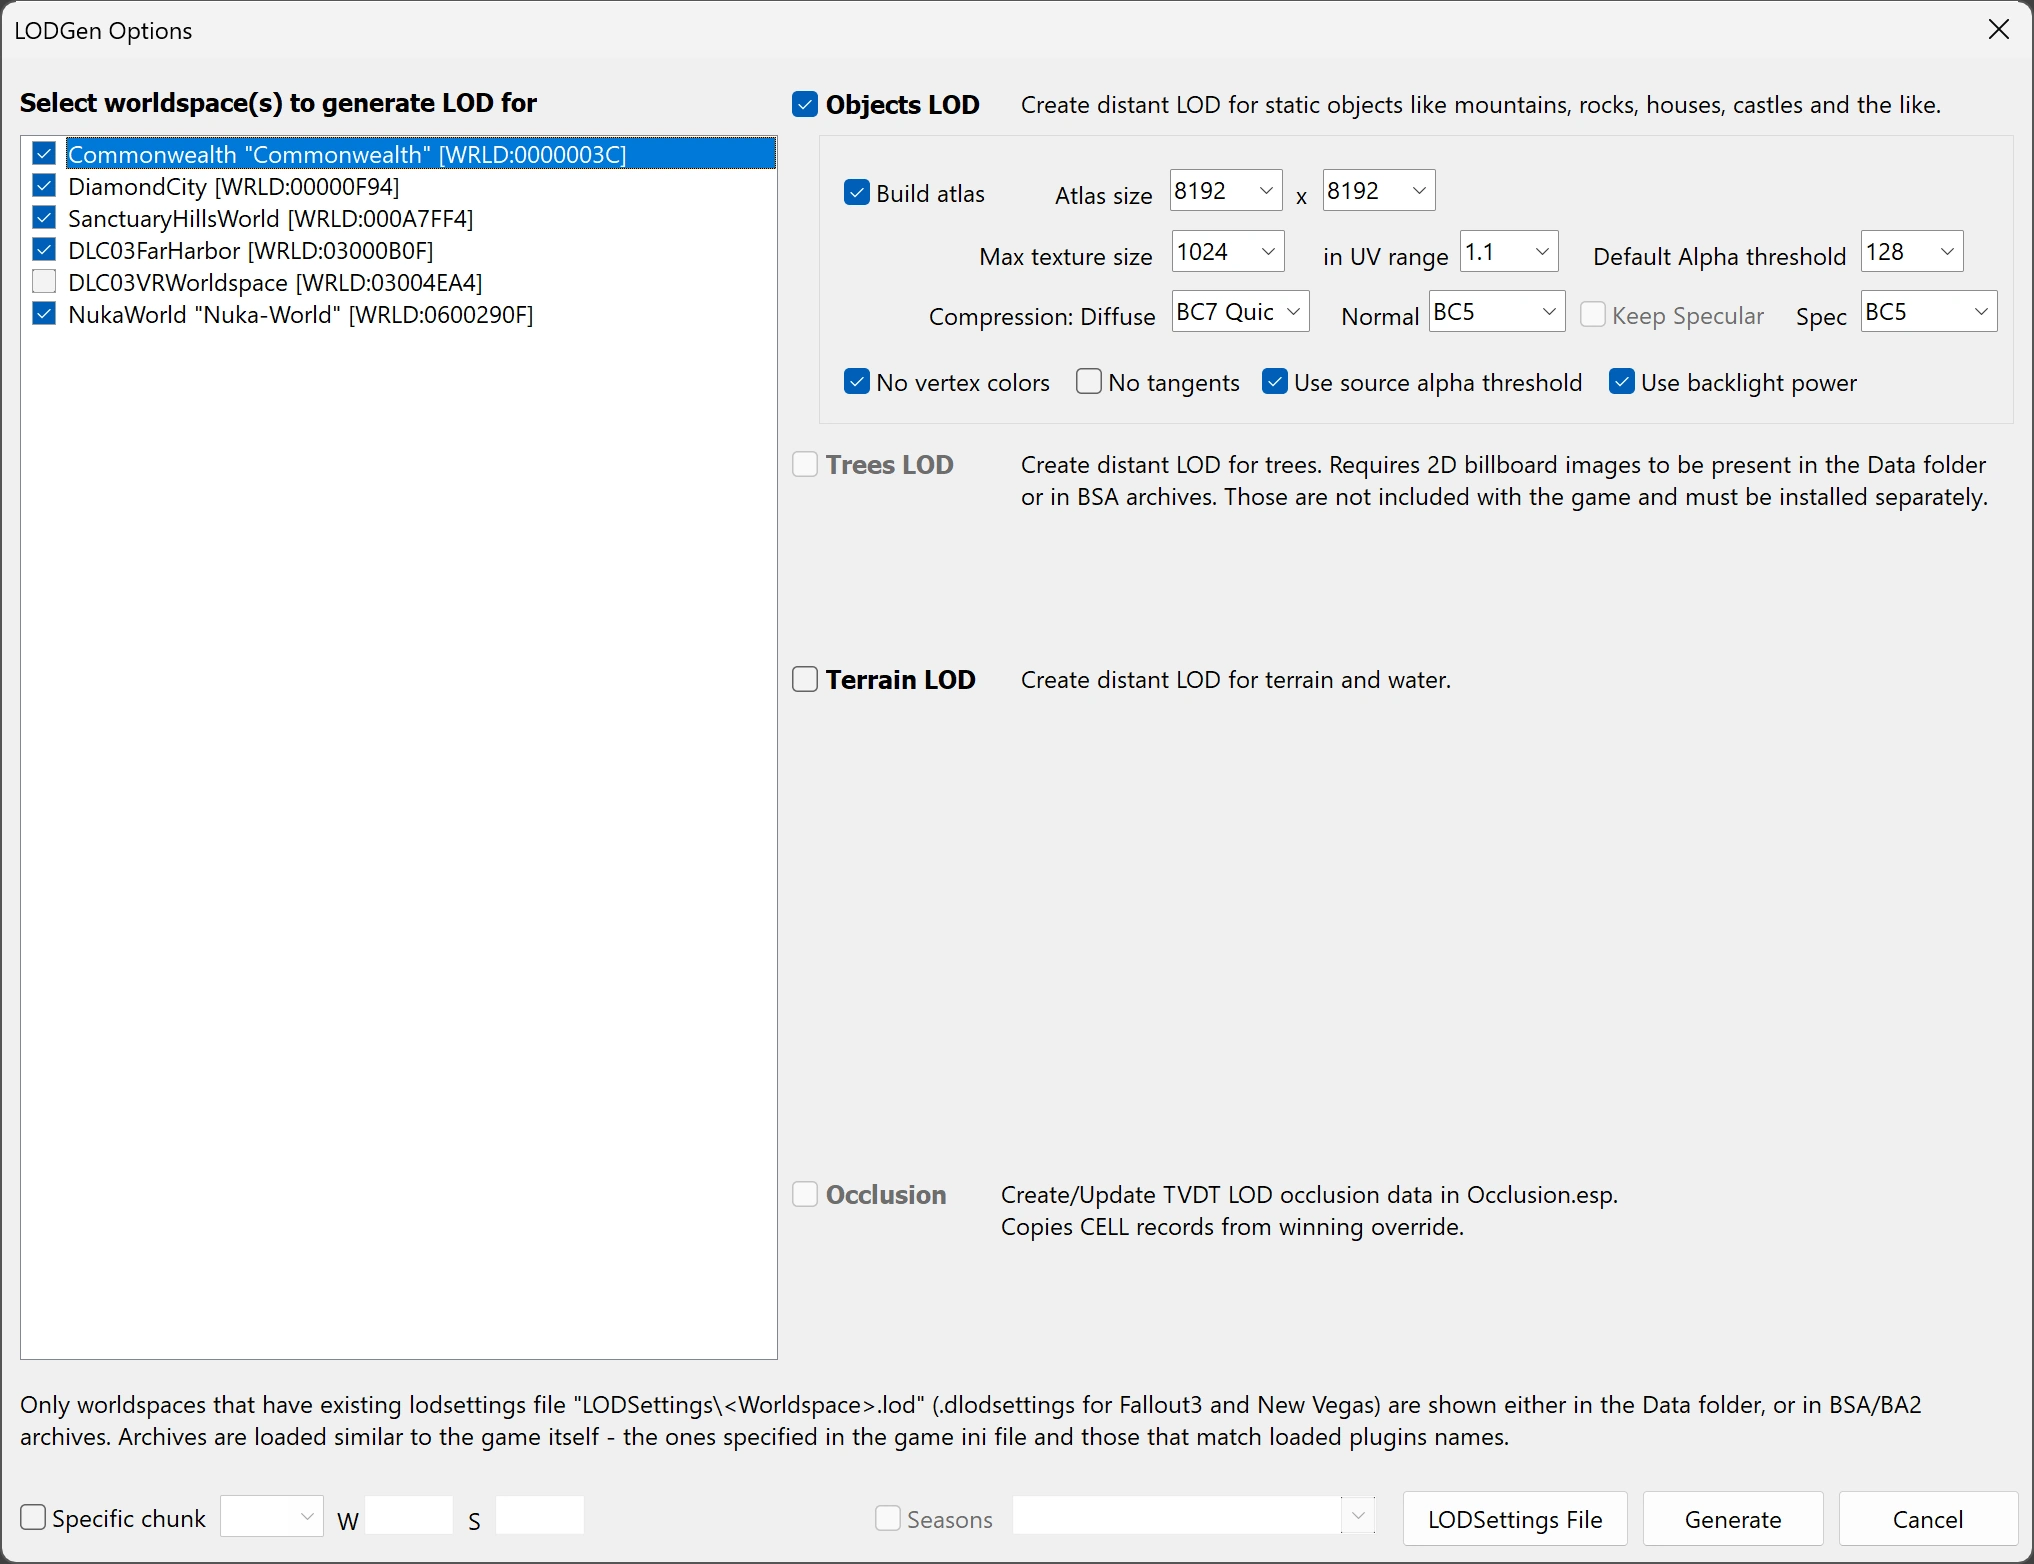 LODGen Options
Select worldspace(s) to generate LOD for
Commonwealth "Commonwealth" [WRLD:0000003C]
DiamondCity [WRLD:00000F94]
SanctuaryHillsWorld [WRLD:000A7FF4]
DLC03FarHarbor [WRLD:03000B0F]
DLC03VRWorldspace [WRLD:03004EA4]
NukaWorld "Nuka-World" [WRLD:0600290F]
Objects LOD Create distant LOD for static objects like mountains, rocks, houses, castles and the like.
Build atlas Atlas size 8192 x 8192
Max texture size 1024 in UV range 1.1 Default Alpha threshold 128
Compression: Diffuse BC7 Quic Normal BC5 Keep Specular Spec BC5
No vertex colors No tangents Use source alpha threshold Use backlight power
Trees LOD Create distant LOD for trees. Requires 2D billboard images to be present in the Data folder
or in BSA archives. Those are not included with the game and must be installed separately.
Terrain LOD Create distant LOD for terrain and water.
Occlusion Create/Update TVDT LOD occlusion data in Occlusion.esp.
Copies CELL records from winning override.
Only worldspaces that have existing lodsettings file "LODSettings\<Worldspace>.lod" (.dlodsettings for Fallout3 and New Vegas) are shown either in the Data folder, or in BSA/BA2
archives. Archives are loaded similar to the game itself - the ones specified in the game ini file and those that match loaded plugins names.
Specific chunk W S Seasons LODSettings File Generate Cancel